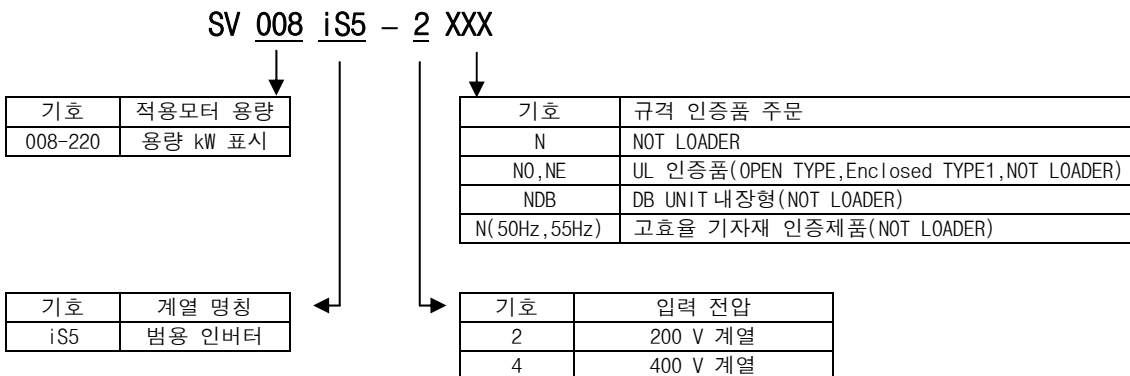 SV 008 iS5 – 2 XXX
기호 적용모터 용량
008-220 용량 kW 표시
기호 규격 인증품 주문
N NOT LOADER
NO,NE UL 인증품(OPEN TYPE,Enclosed TYPE1,NOT LOADER)
NDB DB UNIT 내장형(NOT LOADER)
N(50Hz,55Hz) 고효율 기자재 인증제품(NOT LOADER)
기호 계열 명칭
iS5 범용 인버터
기호 입력 전압
2 200 V 계열
4 400 V 계열